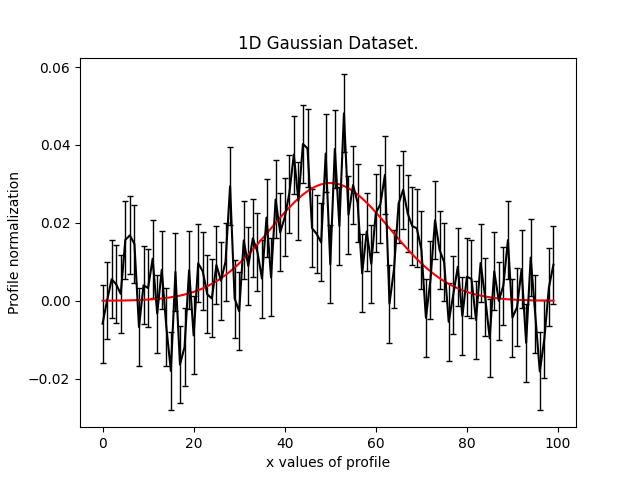 1D Gaussian Dataset.
0.06
0.04
0.02
0.00
−0.02
Profile normalization
0 20 40 60 80 100
x values of profile